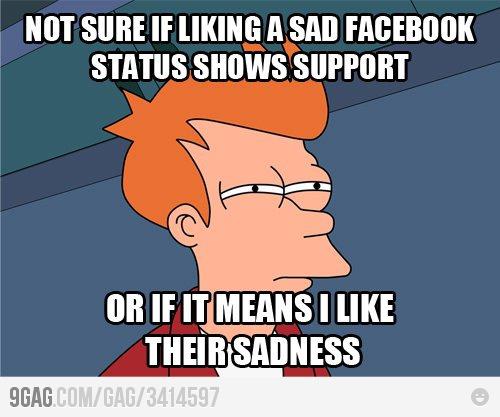 NOT SURE IF LIKING A SAD FACEBOOK
STATUS SHOWS SUPPORT
OR IF IT MEANS I LIKE
THEIR SADNESS
9GAG.COM/GAG/3414597